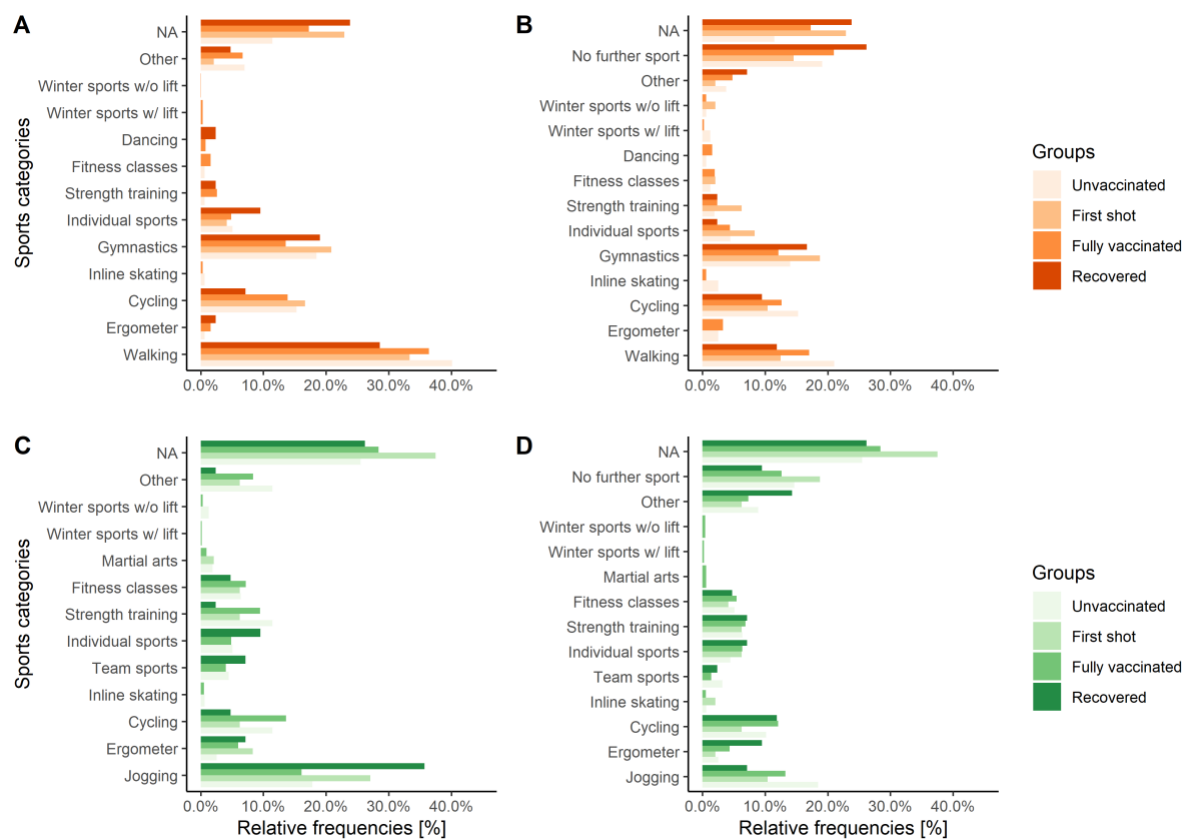 A
Sports categories
NA
Other
Winter sports w/o lift
Winter sports w/ lift
Dancing
Fitness classes
Strength training
Individual sports
Gymnastics
Inline skating
Cycling
Ergometer
Walking
0.0% 10.0% 20.0% 30.0% 40.0%
B
NA
No further sport
Other
Winter sports w/o lift
Winter sports w/ lift
Dancing
Fitness classes
Strength training
Individual sports
Gymnastics
Inline skating
Cycling
Ergometer
Walking
0.0% 10.0% 20.0% 30.0% 40.0%
Groups
Unvaccinated
First shot
Fully vaccinated
Recovered
C
Sports categories
NA
Other
Winter sports w/o lift
Winter sports w/ lift
Martial arts
Fitness classes
Strength training
Individual sports
Team sports
Inline skating
Cycling
Ergometer
Jogging
0.0% 10.0% 20.0% 30.0% 40.0%
Relative frequencies [%]
D
NA
No further sport
Other
Winter sports w/o lift
Winter sports w/ lift
Martial arts
Fitness classes
Strength training
Individual sports
Team sports
Inline skating
Cycling
Ergometer
Jogging
0.0% 10.0% 20.0% 30.0% 40.0%
Relative frequencies [%]
Groups
Unvaccinated
First shot
Fully vaccinated
Recovered